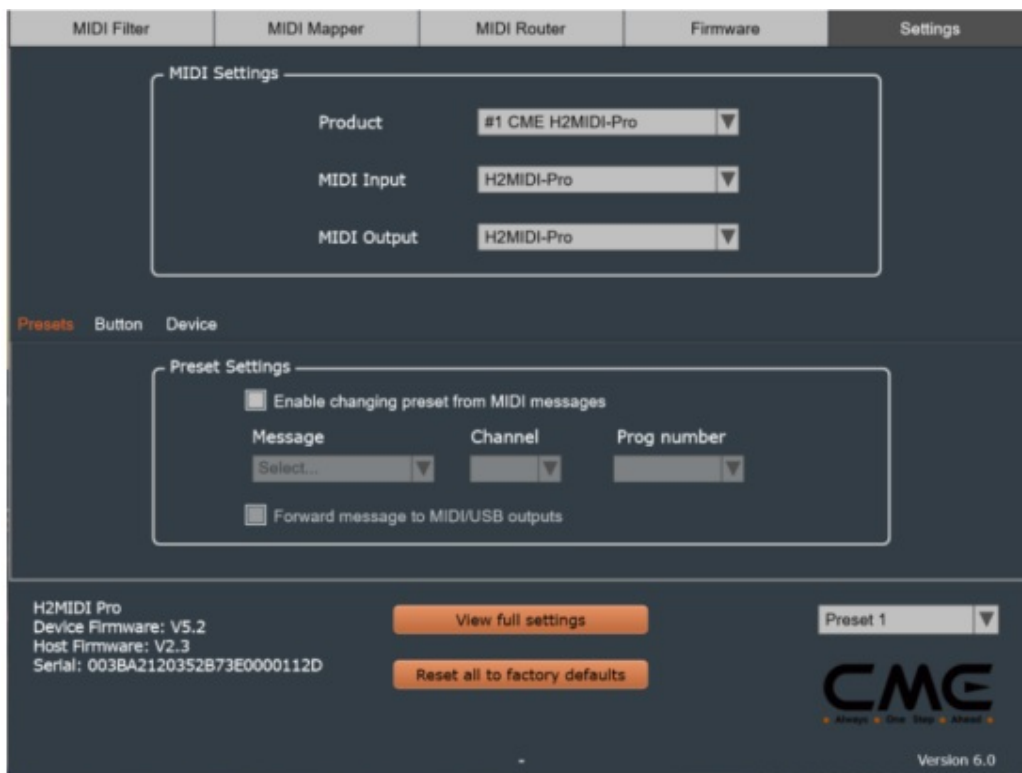 MIDI Filter MIDI Mapper MIDI Router Firmware Settings
MIDI Settings
Product #1 CME H2MIDI-Pro
MIDI Input H2MIDI-Pro
MIDI Output H2MIDI-Pro
Presets Button Device
Preset Settings
Enable changing preset from MIDI messages
Message Channel Prog number
Select...
Forward message to MIDI/USB outputs
H2MIDI Pro
Device Firmware: V5.2
Host Firmware: V2.3
Serial: 003BA2120352B73E0000112D
View full settings
Reset all to factory defaults
Preset 1
CME
Always One Step Ahead
-
Version 6.0